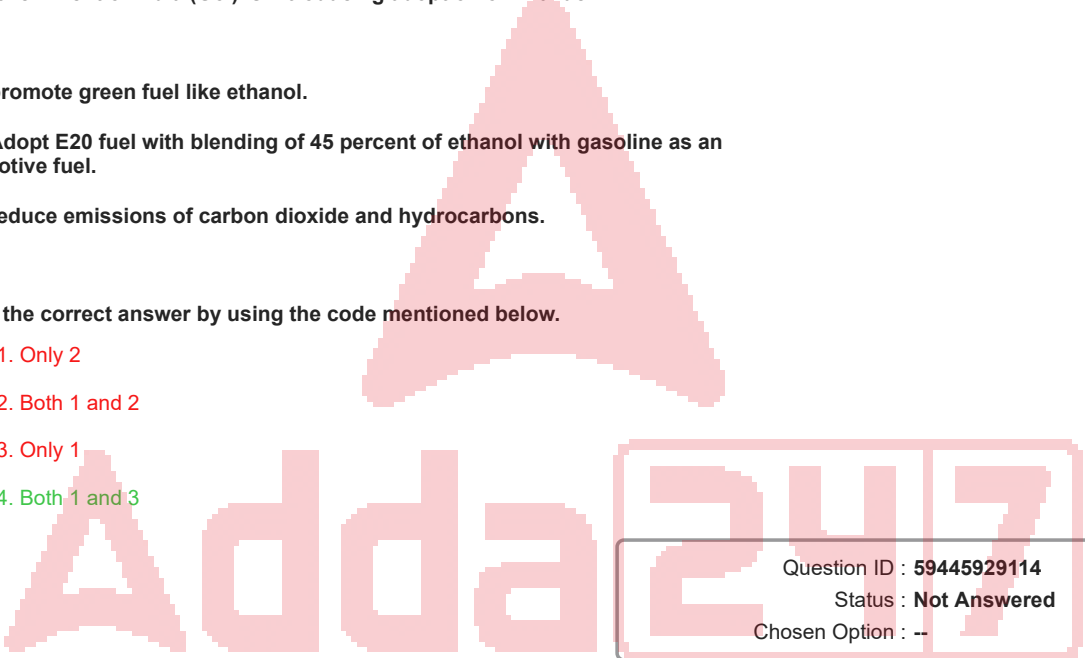 promote green fuel like ethanol.
Adopt E20 fuel with blending of 45 percent of ethanol with gasoline as an
otive fuel.
educe emissions of carbon dioxide and hydrocarbons.
the correct answer by using the code mentioned below.
1. Only 2
2. Both 1 and 2
3. Only 1
4. Both 1 and 3
Adda247
Question ID : 59445929114
Status : Not Answered
Chosen Option : --